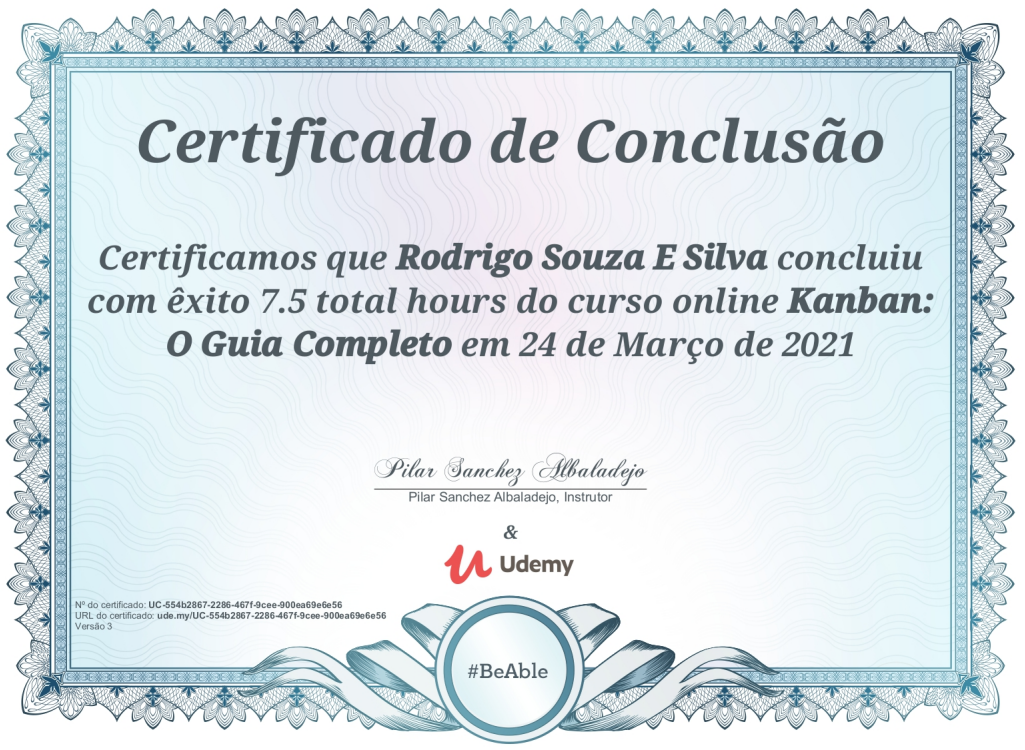 Certificado de Conclusão
Certificamos que Rodrigo Souza E Silva concluiu
com êxito 7.5 total hours do curso online Kanban:
O Guia Completo em 24 de Março de 2021
Pilar Sanchez Albaladejo
Pilar Sanchez Albaladejo, Instrutor
&
Udemy
Nº do certificado: UC-554b2867-2286-467f-9cee-900ea69e6e56
URL do certificado: ude.my/UC-554b2867-2286-467f-9cee-900ea69e6e56
Versão 3
#BeAble